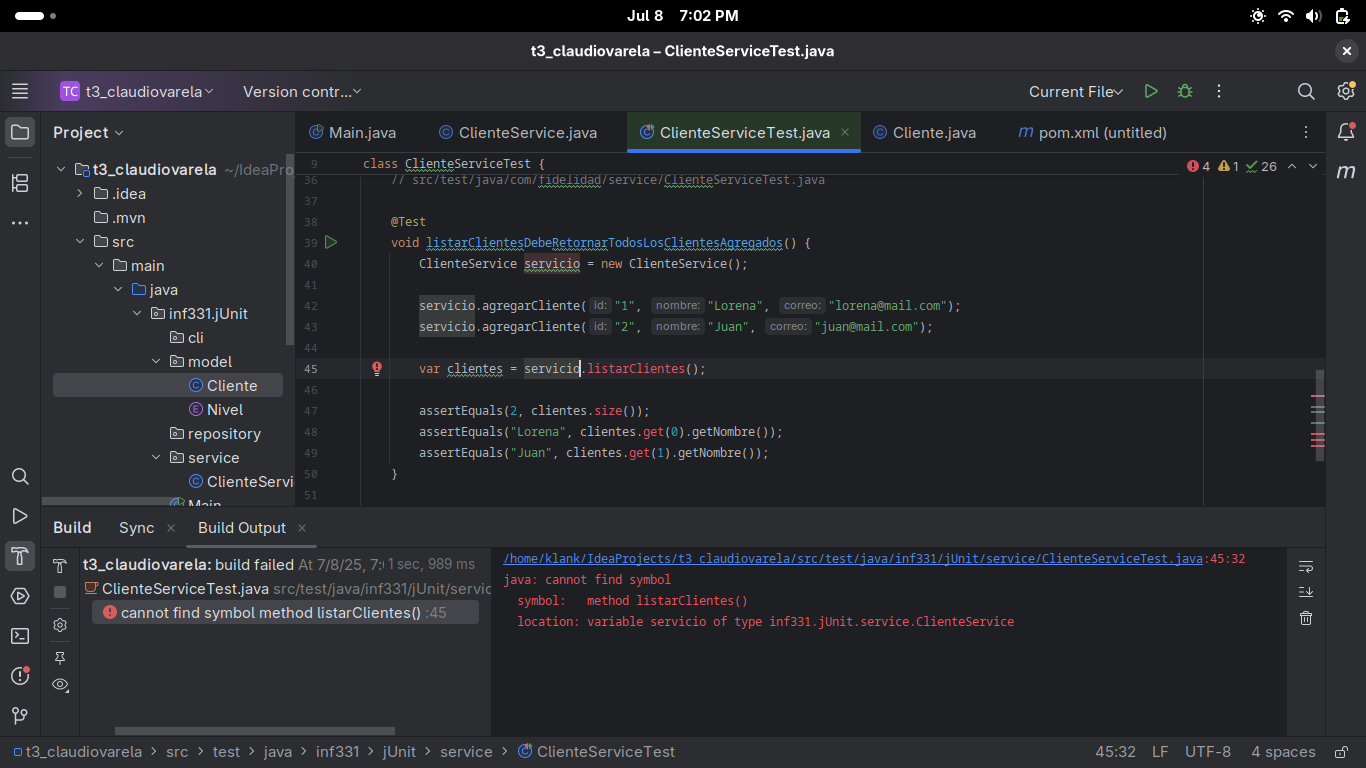 Jul 8 7:02 PM
t3_claudiovarela – ClienteServiceTest.java
TC t3_claudiovarela Version contr... Current File
Project
Main.java ClienteService.java ClienteServiceTest.java Cliente.java m pom.xml (untitled)
t3_claudiovarela ~/IdeaPro
.idea
.mvn
src
main
java
inf331.jUnit
cli
model
Cliente
Nivel
repository
service
ClienteServi
Main
4 1 26
9 class ClienteServiceTest {
36 // src/test/java/com/fidelidad/service/ClienteServiceTest.java
37
38 @Test
39 void listarClientesDebeRetornarTodosLosClientesAgregados() {
40 ClienteService servicio = new ClienteService();
41
42 servicio.agregarCliente( id: "1", nombre: "Lorena", correo: "lorena@mail.com");
43 servicio.agregarCliente( id: "2", nombre: "Juan", correo: "juan@mail.com");
44
45 var clientes = servicio.listarClientes();
46
47 assertEquals(2, clientes.size());
48 assertEquals("Lorena", clientes.get(0).getNombre());
49 assertEquals("Juan", clientes.get(1).getNombre());
50 }
51
Build Sync Build Output
t3_claudiovarela: build failed At 7/8/25, 7:( 1 sec, 989 ms
ClienteServiceTest.java src/test/java/inf331/jUnit/servic
cannot find symbol method listarClientes() :45
/home/klank/IdeaProjects/t3_claudiovarela/src/test/java/inf331/jUnit/service/ClienteServiceTest.java:45:32
java: cannot find symbol
symbol: method listarClientes()
location: variable servicio of type inf331.jUnit.service.ClienteService
t3_claudiovarela > src > test > java > inf331 > jUnit > service > ClienteServiceTest 45:32 LF UTF-8 4 spaces